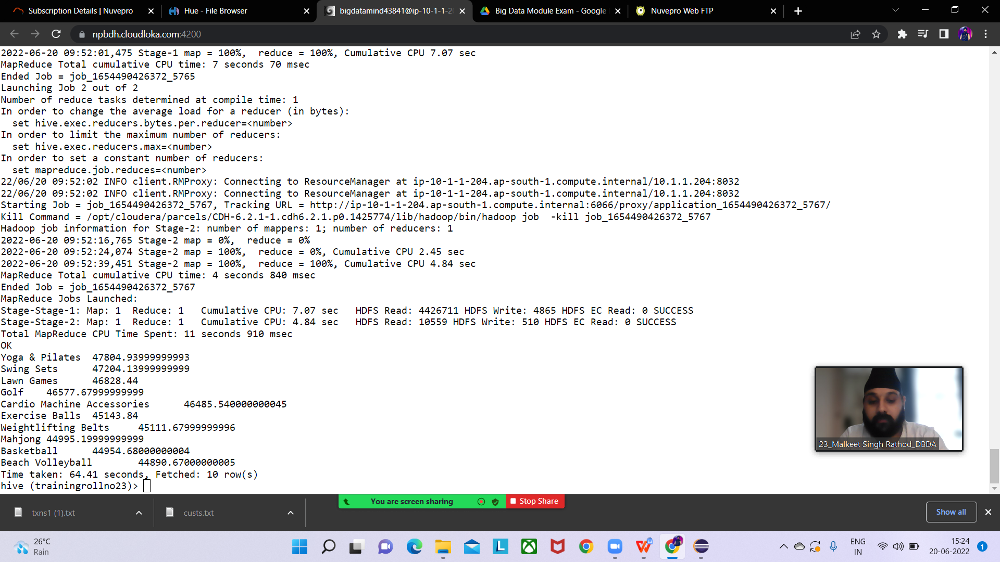 Subscription Details | Nuvepro
Hue - File Browser
bigdatamind43841@ip-10-1-1-20
Big Data Module Exam - Google
Nuvepro Web FTP
npbdh.cloudloka.com:4200
2022-06-20 09:52:01,475 Stage-1 map = 100%,  reduce = 100%, Cumulative CPU 7.07 sec
MapReduce Total cumulative CPU time: 7 seconds 70 msec
Ended Job = job_1654490426372_5765
Launching Job 2 out of 2
Number of reduce tasks determined at compile time: 1
In order to change the average load for a reducer (in bytes):
  set hive.exec.reducers.bytes.per.reducer=<number>
In order to limit the maximum number of reducers:
  set hive.exec.reducers.max=<number>
In order to set a constant number of reducers:
  set mapreduce.job.reduces=<number>
22/06/20 09:52:02 INFO client.RMProxy: Connecting to ResourceManager at ip-10-1-1-204.ap-south-1.compute.internal/10.1.1.204:8032
22/06/20 09:52:02 INFO client.RMProxy: Connecting to ResourceManager at ip-10-1-1-204.ap-south-1.compute.internal/10.1.1.204:8032
Starting Job = job_1654490426372_5767, Tracking URL = http://ip-10-1-1-204.ap-south-1.compute.internal:6066/proxy/application_1654490426372_5767/
Kill Command = /opt/cloudera/parcels/CDH-6.2.1-1.cdh6.2.1.p0.1425774/lib/hadoop/bin/hadoop job  -kill job_1654490426372_5767
Hadoop job information for Stage-2: number of mappers: 1; number of reducers: 1
2022-06-20 09:52:16,765 Stage-2 map = 0%,  reduce = 0%
2022-06-20 09:52:24,074 Stage-2 map = 100%,  reduce = 0%, Cumulative CPU 2.45 sec
2022-06-20 09:52:39,451 Stage-2 map = 100%,  reduce = 100%, Cumulative CPU 4.84 sec
MapReduce Total cumulative CPU time: 4 seconds 840 msec
Ended Job = job_1654490426372_5767
MapReduce Jobs Launched:
Stage-Stage-1: Map: 1  Reduce: 1   Cumulative CPU: 7.07 sec   HDFS Read: 4426711 HDFS Write: 4865 HDFS EC Read: 0 SUCCESS
Stage-Stage-2: Map: 1  Reduce: 1   Cumulative CPU: 4.84 sec   HDFS Read: 10559 HDFS Write: 510 HDFS EC Read: 0 SUCCESS
Total MapReduce CPU Time Spent: 11 seconds 910 msec
OK
Yoga & Pilates  47804.93999999993
Swing Sets      47204.13999999999
Lawn Games      46828.44
Golf    46577.67999999999
Cardio Machine Accessories      46485.540000000045
Exercise Balls  45143.84
Weightlifting Belts     45111.67999999996
Mahjong 44995.19999999999
Basketball      44954.68000000004
Beach Volleyball        44890.67000000005
Time taken: 64.41 seconds, Fetched: 10 row(s)
hive (trainingrollno23)>
23_Malkeet Singh Rathod_DBDA
You are screen sharing
Stop Share
txns1 (1).txt
custs.txt
Show all
26°C
Rain
ENG
IN
15:24
20-06-2022
1